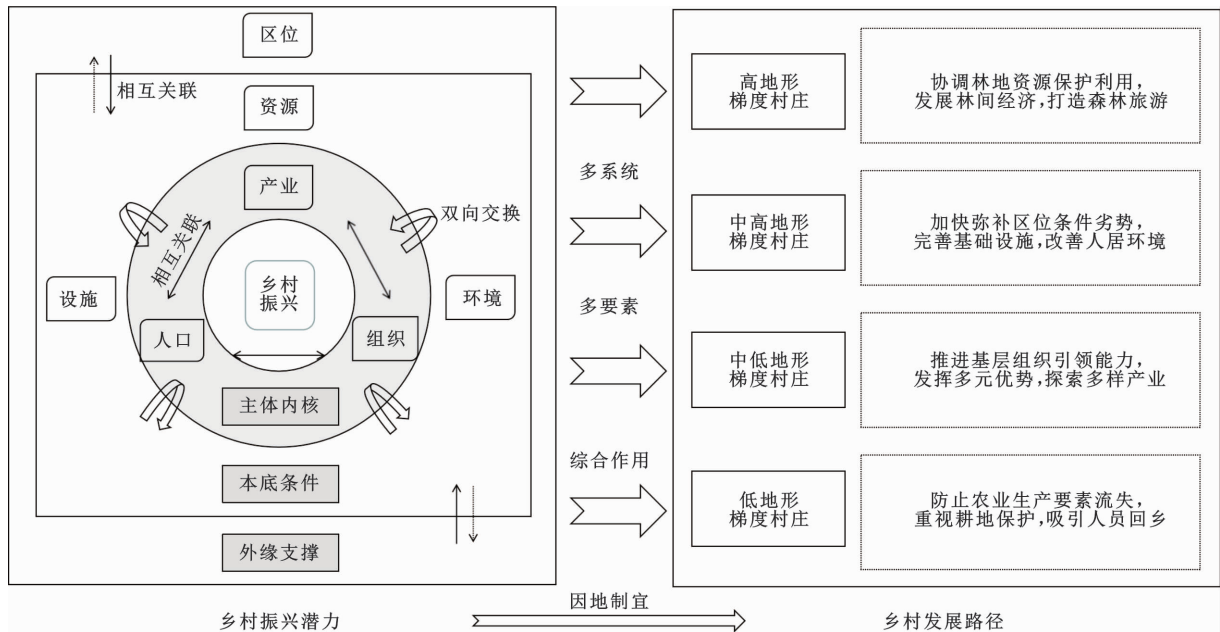 区位
相互关联
资源
产业
双向交换
相互关联
设施
乡村
振兴
环境
人口
组织
主体内核
本底条件
外缘支撑
乡村振兴潜力
多系统
多要素
综合作用
因地制宜
高地形
梯度村庄
协调林地资源保护利用,
发展林间经济,打造森林旅游
中高地形
梯度村庄
加快弥补区位条件劣势,
完善基础设施,改善人居环境
中低地形
梯度村庄
推进基层组织引领能力,
发挥多元优势,探索多样产业
低地形
梯度村庄
防止农业生产要素流失,
重视耕地保护,吸引人员回乡
乡村发展路径